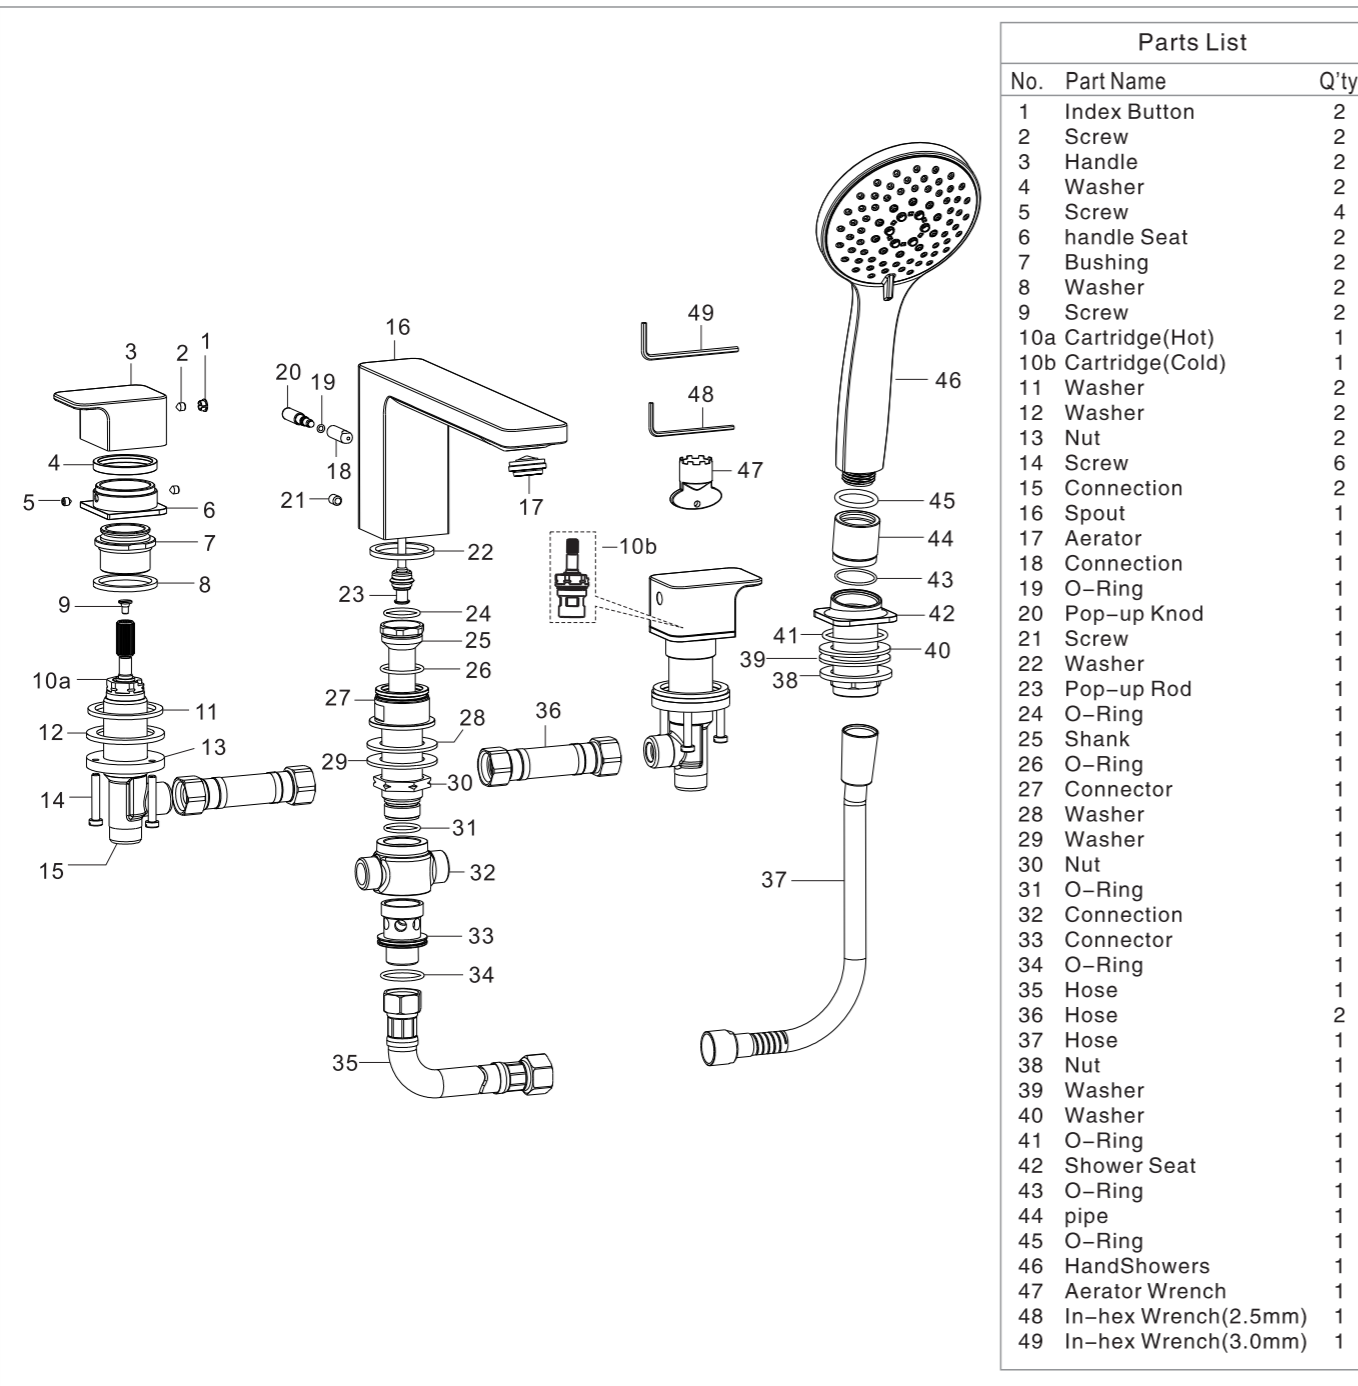 Parts List
No. Part Name Q'ty
1 Index Button 2
2 Screw 2
3 Handle 2
4 Washer 2
5 Screw 4
6 handle Seat 2
7 Bushing 2
8 Washer 2
9 Screw 2
10a Cartridge(Hot) 1
10b Cartridge(Cold) 1
11 Washer 2
12 Washer 2
13 Nut 2
14 Screw 6
15 Connection 2
16 Spout 1
17 Aerator 1
18 Connection 1
19 O–Ring 1
20 Pop–up Knod 1
21 Screw 1
22 Washer 1
23 Pop–up Rod 1
24 O–Ring 1
25 Shank 1
26 O–Ring 1
27 Connector 1
28 Washer 1
29 Washer 1
30 Nut 1
31 O–Ring 1
32 Connection 1
33 Connector 1
34 O–Ring 1
35 Hose 1
36 Hose 2
37 Hose 1
38 Nut 1
39 Washer 1
40 Washer 1
41 O–Ring 1
42 Shower Seat 1
43 O–Ring 1
44 pipe 1
45 O–Ring 1
46 HandShowers 1
47 Aerator Wrench 1
48 In–hex Wrench(2.5mm) 1
49 In–hex Wrench(3.0mm) 1
3
2
1
4
5
6
7
8
9
10a
11
12
13
14
15
16
20
19
18
21
17
22
23
24
25
26
27
28
29
30
31
32
33
34
35
36
49
48
47
10b
46
45
44
43
42
41
40
39
38
37